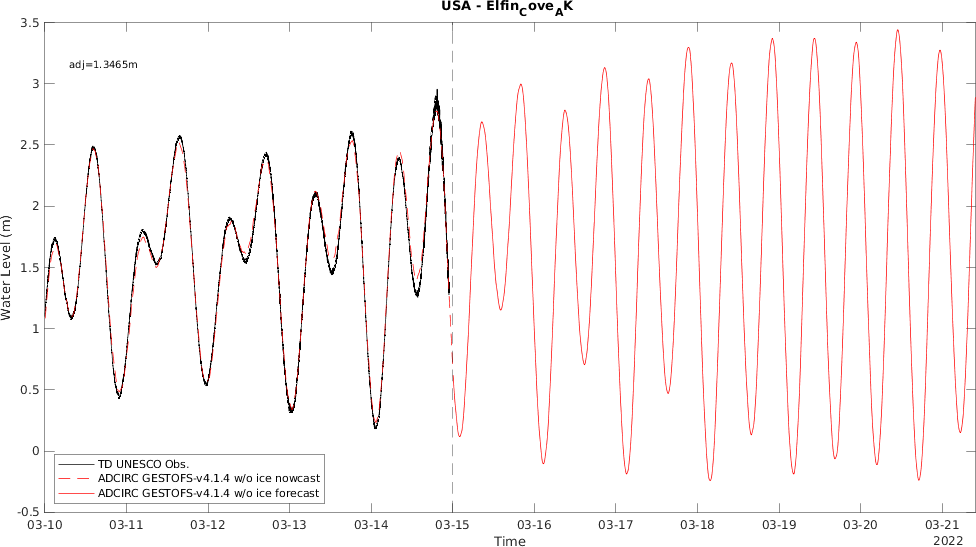 USA - ElfinCoveAK
adj=1.3465m
3.5
3
2.5
2
1.5
1
0.5
0
-0.5
Water Level (m)
TD UNESCO Obs.
ADCIRC GESTOFS-v4.1.4 w/o ice nowcast
ADCIRC GESTOFS-v4.1.4 w/o ice forecast
03-10 03-11 03-12 03-13 03-14 03-15 03-16 03-17 03-18 03-19 03-20 03-21
Time
2022